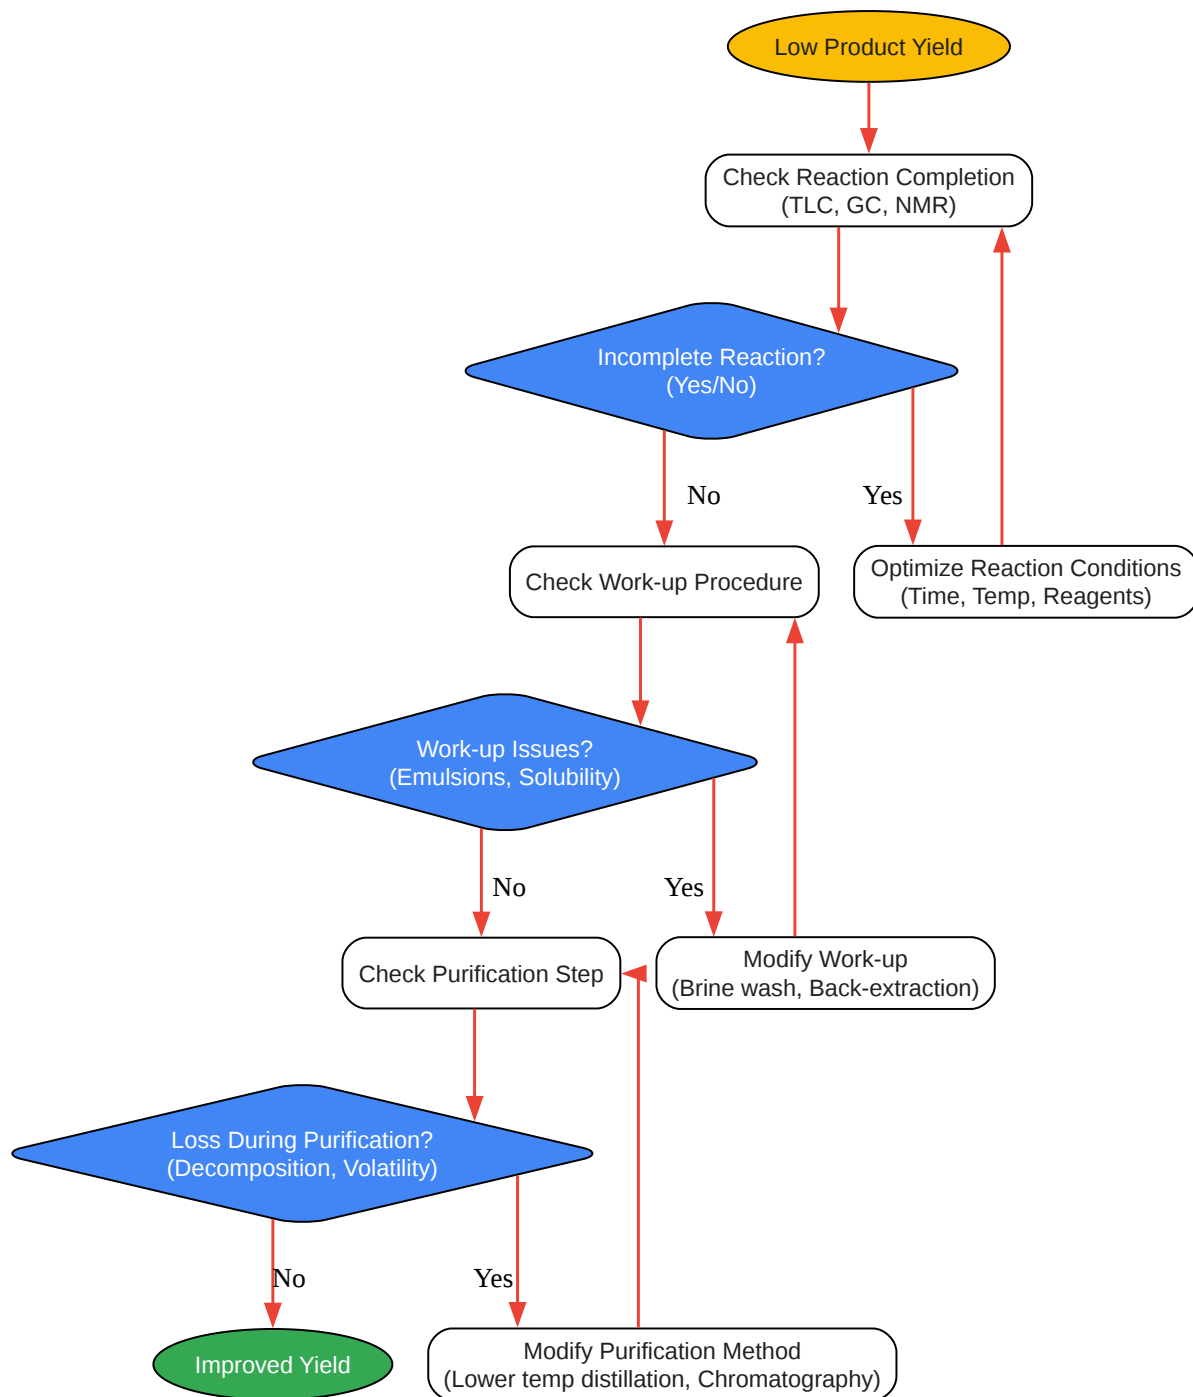 Low Product Yield
Check Reaction Completion
(TLC, GC, NMR)
Incomplete Reaction?
(Yes/No)
No
Yes
Check Work-up Procedure
Optimize Reaction Conditions
(Time, Temp, Reagents)
Work-up Issues?
(Emulsions, Solubility)
No
Yes
Check Purification Step
Modify Work-up
(Brine wash, Back-extraction)
Loss During Purification?
(Decomposition, Volatility)
No
Yes
Improved Yield
Modify Purification Method
(Lower temp distillation, Chromatography)